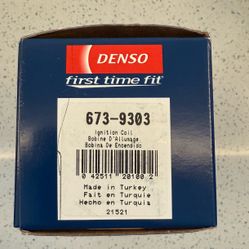 DENSO
first time fit®
673-9303
Ignition Coil
Bobine D'Allumage
Bobina De Encendido
0 42511 20180 2
Made in Turkey
Fait en Turquie
Hecho en Turquia
21521